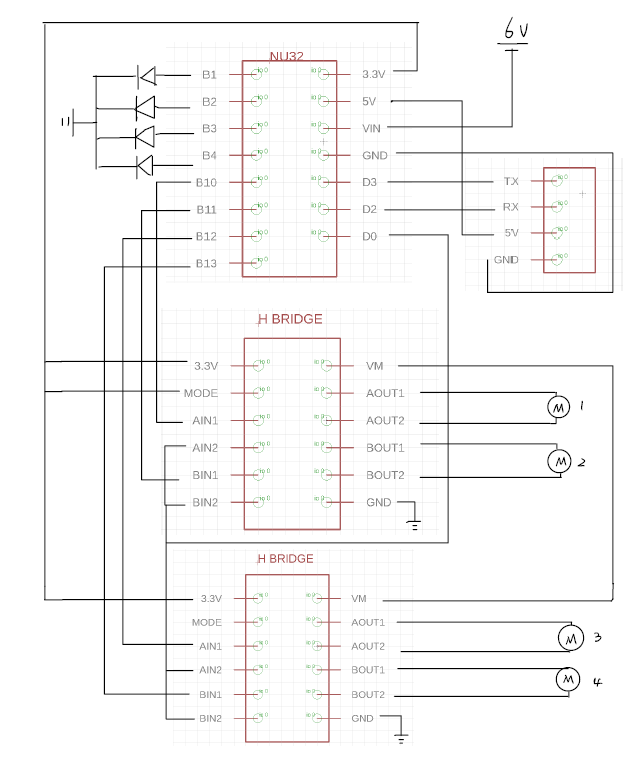 6V
NU32
B1 3.3V
B2 5V
B3 VIN
B4 GND
B10 D3
B11 D2
B12 D0
B13
TX
RX
5V
GND
H BRIDGE
3.3V VM
MODE AOUT1
AIN1 AOUT2
AIN2 BOUT1
BIN1 BOUT2
BIN2 GND
M 1
M 2
H BRIDGE
3.3V VM
MODE AOUT1
AIN1 AOUT2
AIN2 BOUT1
BIN1 BOUT2
BIN2 GND
M 3
M 4